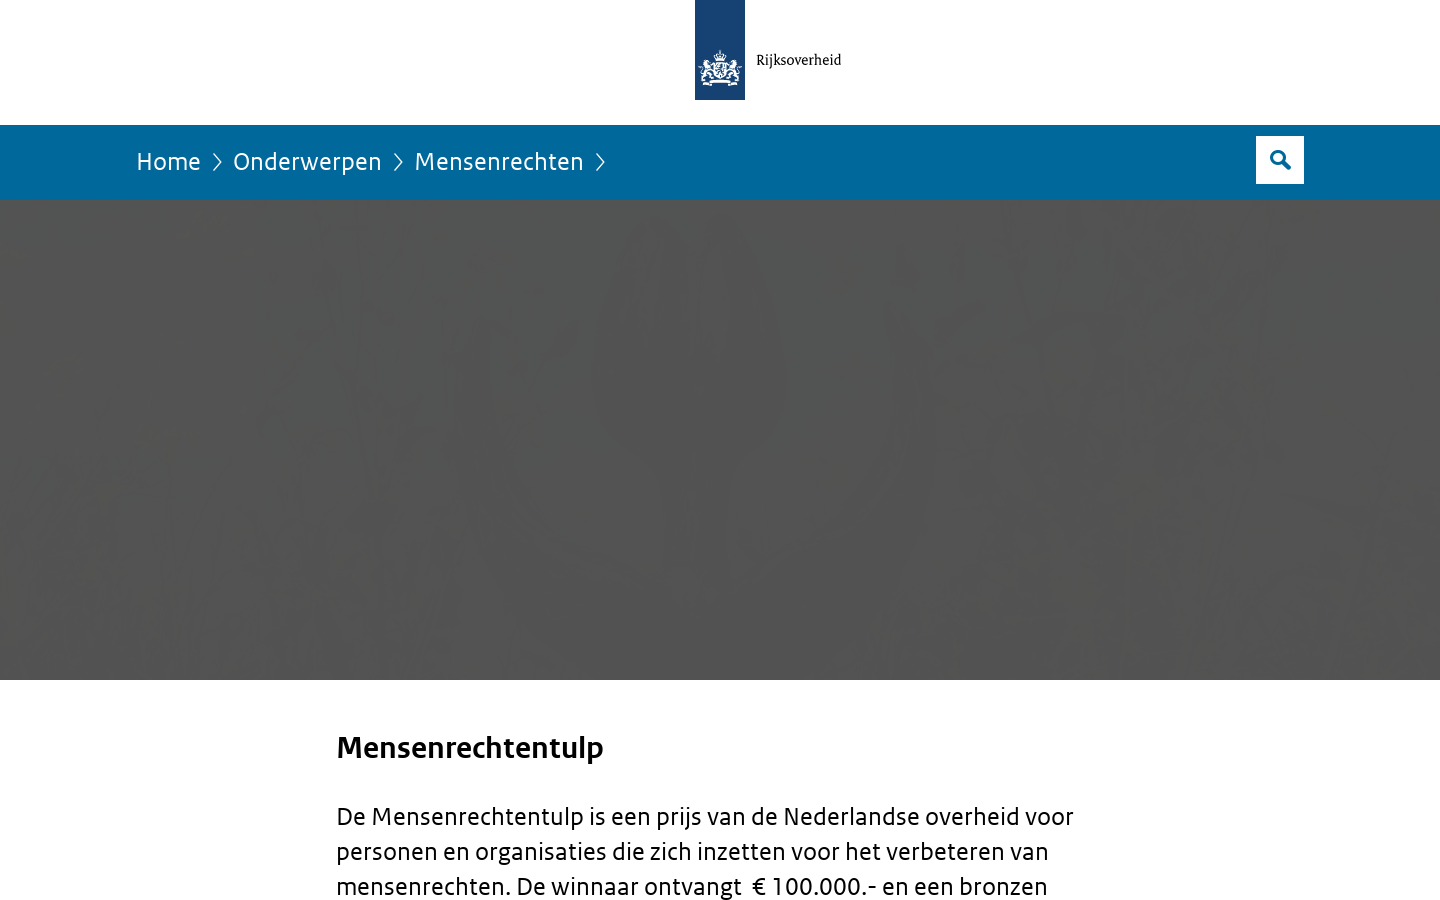 Rijksoverheid
Home
Onderwerpen
Mensenrechten
Mensenrechtentulp
De Mensenrechtentulp is een prijs van de Nederlandse overheid voor
personen en organisaties die zich inzetten voor het verbeteren van
mensenrechten. De winnaar ontvangt € 100.000.- en een bronzen